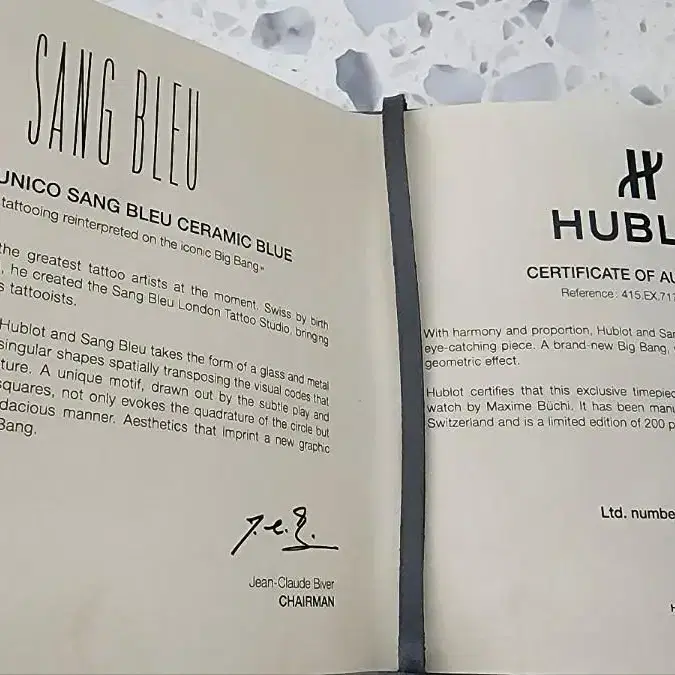 SANG BLEU
UNICO SANG BLEU CERAMIC BLUE
tattooing reinterpreted on the iconic Big Bang"
the greatest tattoo artists at the moment. Swiss by birth
, he created the Sang Bleu London Tattoo Studio, bringing
s tattooists.
Hublot and Sang Bleu takes the form of a glass and metal
singular shapes spatially transposing the visual codes that
ture. A unique motif, drawn out by the subtle play and
squares, not only evokes the quadrature of the circle but
dacious manner. Aesthetics that imprint a new graphic
Bang.
Jean-Claude Biver
CHAIRMAN
H
HUBL
CERTIFICATE OF AU
Reference: 415.EX.717
With harmony and proportion, Hublot and San
eye-catching piece. A brand-new Big Bang,
geometric effect.
Hublot certifies that this exclusive timepiec
watch by Maxime Büchi. It has been manu
Switzerland and is a limited edition of 200 p
Ltd. numbe